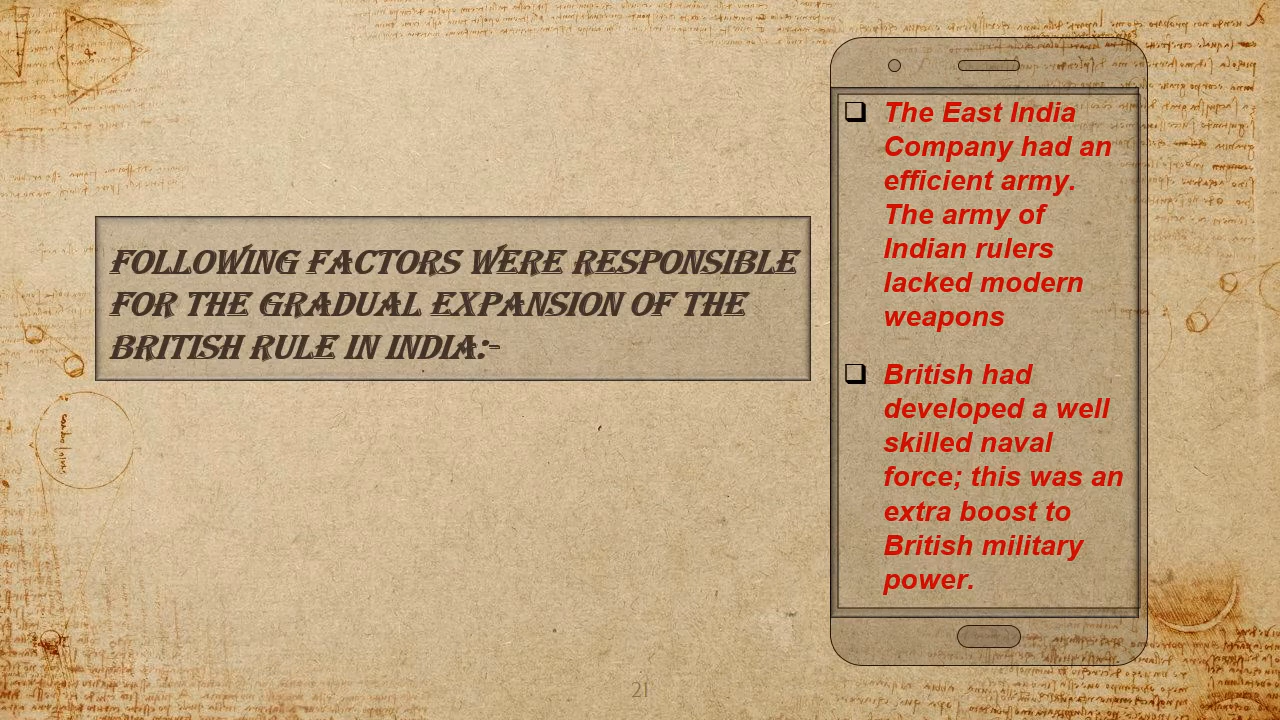 FOLLOWING FACTORS WERE RESPONSIBLE
FOR THE GRADUAL EXPANSION OF THE
BRITISH RULE IN INDIA:-
❑ The East India
Company had an
efficient army.
The army of
Indian rulers
lacked modern
weapons
❑ British had
developed a well
skilled naval
force; this was an
extra boost to
British military
power.
21